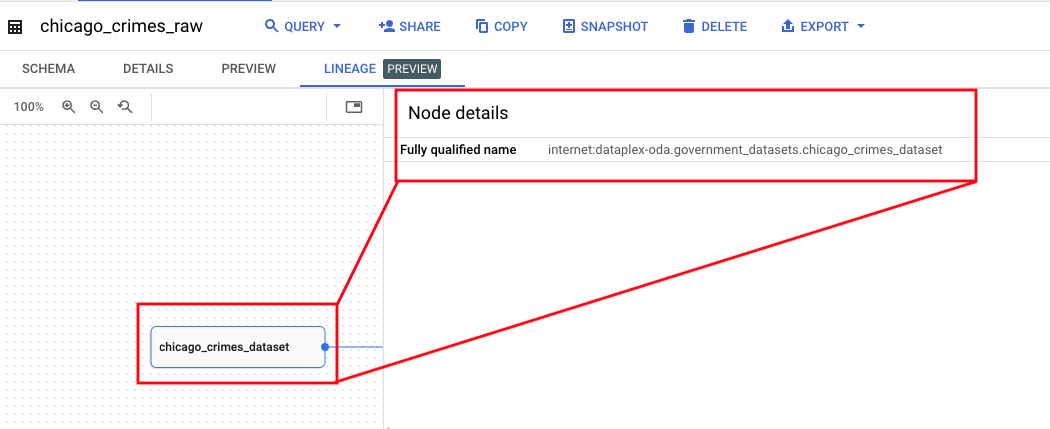 chicago_crimes_raw QUERY SHARE COPY SNAPSHOT DELETE EXPORT
SCHEMA DETAILS PREVIEW LINEAGE PREVIEW
100%
Node details
Fully qualified name internet:dataplex-oda.government_datasets.chicago_crimes_dataset
chicago_crimes_dataset